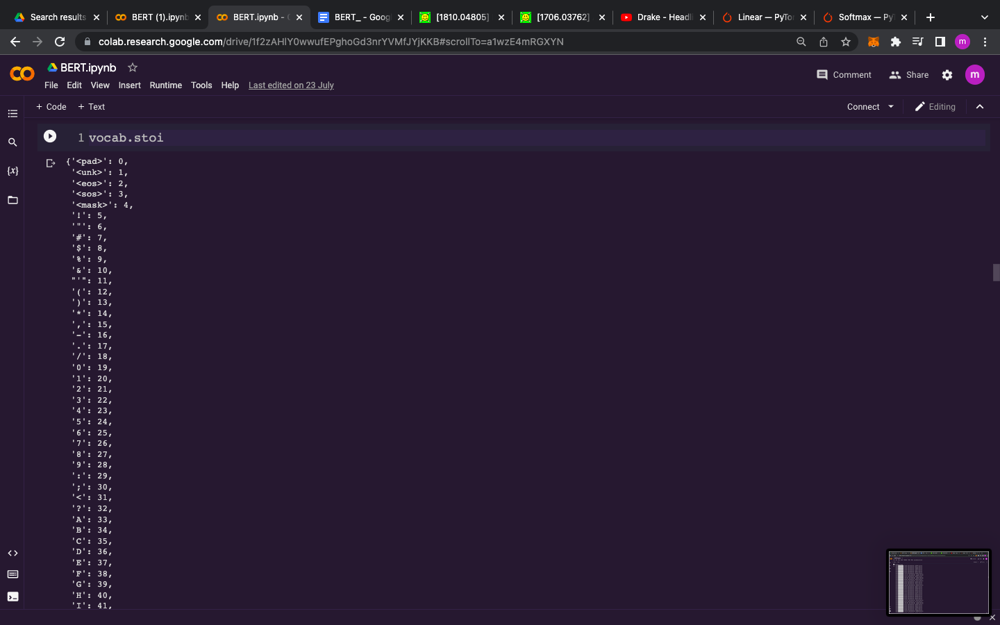 Search results
BERT (1).ipynb
BERT.ipynb - C
BERT_ - Goog
[1810.04805]
[1706.03762]
Drake - Headli
Linear — PyTor
Softmax — PyT
colab.research.google.com/drive/1f2zAHlY0wwufEPghoGd3nrYVMfJYjKKB#scrollTo=a1wzE4mRGXYN
m
BERT.ipynb
File Edit View Insert Runtime Tools Help Last edited on 23 July
Comment
Share
m
+ Code + Text
Connect
Editing
{x}
1 vocab.stoi
{'<pad>': 0,
'<unk>': 1,
'<eos>': 2,
'<sos>': 3,
'<mask>': 4,
'!': 5,
'"': 6,
'#': 7,
'$': 8,
'%': 9,
'&': 10,
"'": 11,
'(': 12,
')': 13,
'*': 14,
',': 15,
'-': 16,
'.': 17,
'/': 18,
'0': 19,
'1': 20,
'2': 21,
'3': 22,
'4': 23,
'5': 24,
'6': 25,
'7': 26,
'8': 27,
'9': 28,
':': 29,
';': 30,
'<': 31,
'?': 32,
'A': 33,
'B': 34,
'C': 35,
'D': 36,
'E': 37,
'F': 38,
'G': 39,
'H': 40,
'I': 41,